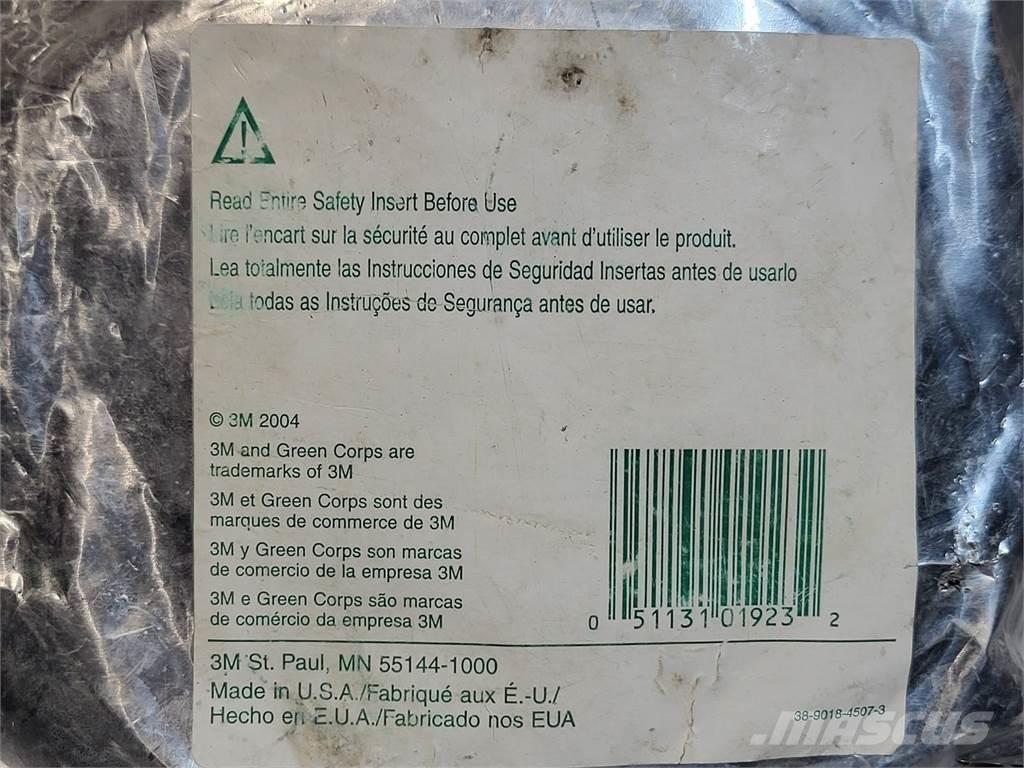 Read Entire Safety Insert Before Use
Lire l'encart sur la sécurité au complet avant d'utiliser le produit.
Lea totalmente las Instrucciones de Seguridad Insertas antes de usarlo
Leia todas as Instruções de Segurança antes de usar.
© 3M 2004
3M and Green Corps are
trademarks of 3M
3M et Green Corps sont des
marques de commerce de 3M
3M y Green Corps son marcas
de comercio de la empresa 3M
3M e Green Corps são marcas
de comércio da empresa 3M
0 51131 01923 2
3M St. Paul, MN 55144-1000
Made in U.S.A./Fabriqué aux É.-U./
Hecho en E.U.A./Fabricado nos EUA
38-9018-4507-3
MASCUS